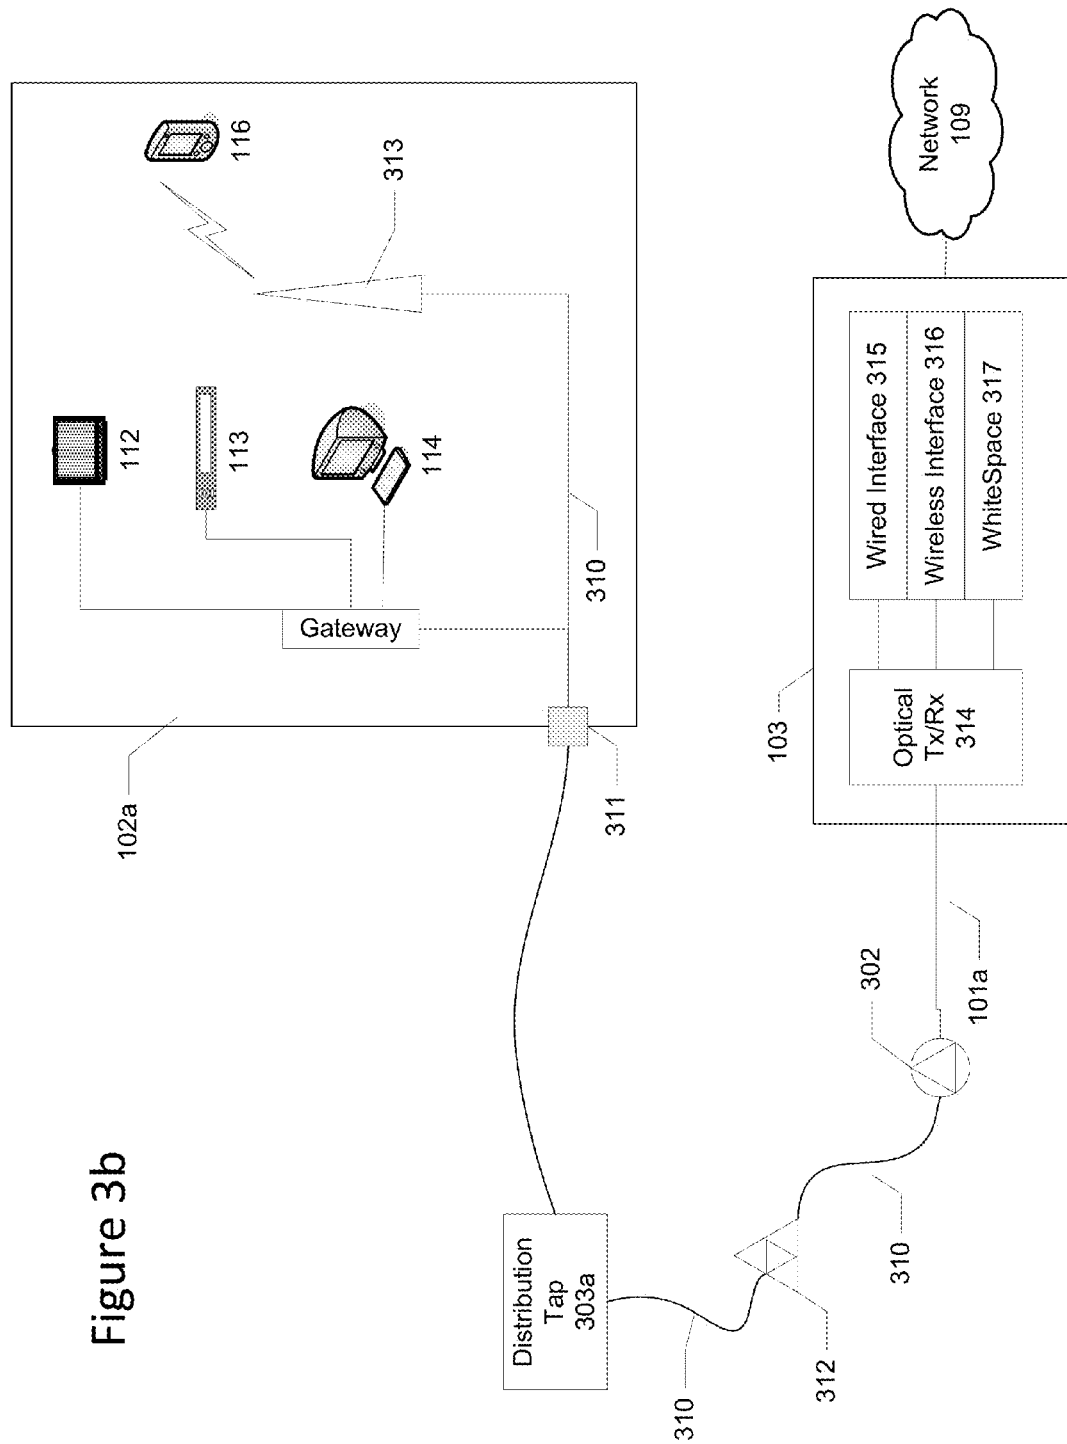 Figure 3b
102a
112
113
114
116
313
Gateway
310
311
Distribution
Tap
303a
310
312
310
302
101a
103
Optical
Tx/Rx
314
Wired Interface 315
Wireless Interface 316
WhiteSpace 317
Network
109